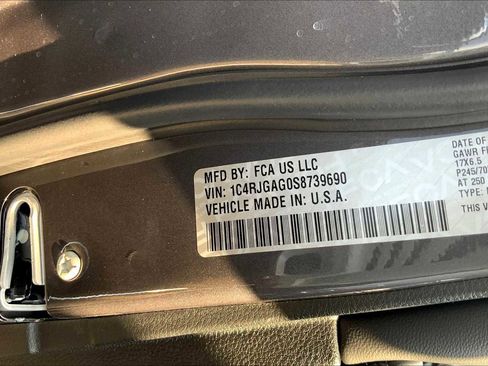 MFD BY: FCA US LLC
VIN: 1C4RJGAG0S8739690
VEHICLE MADE IN: U.S.A.
DATE OF
GAWR
17X6.5
P245/70
AT 250
TYPE:
THIS V